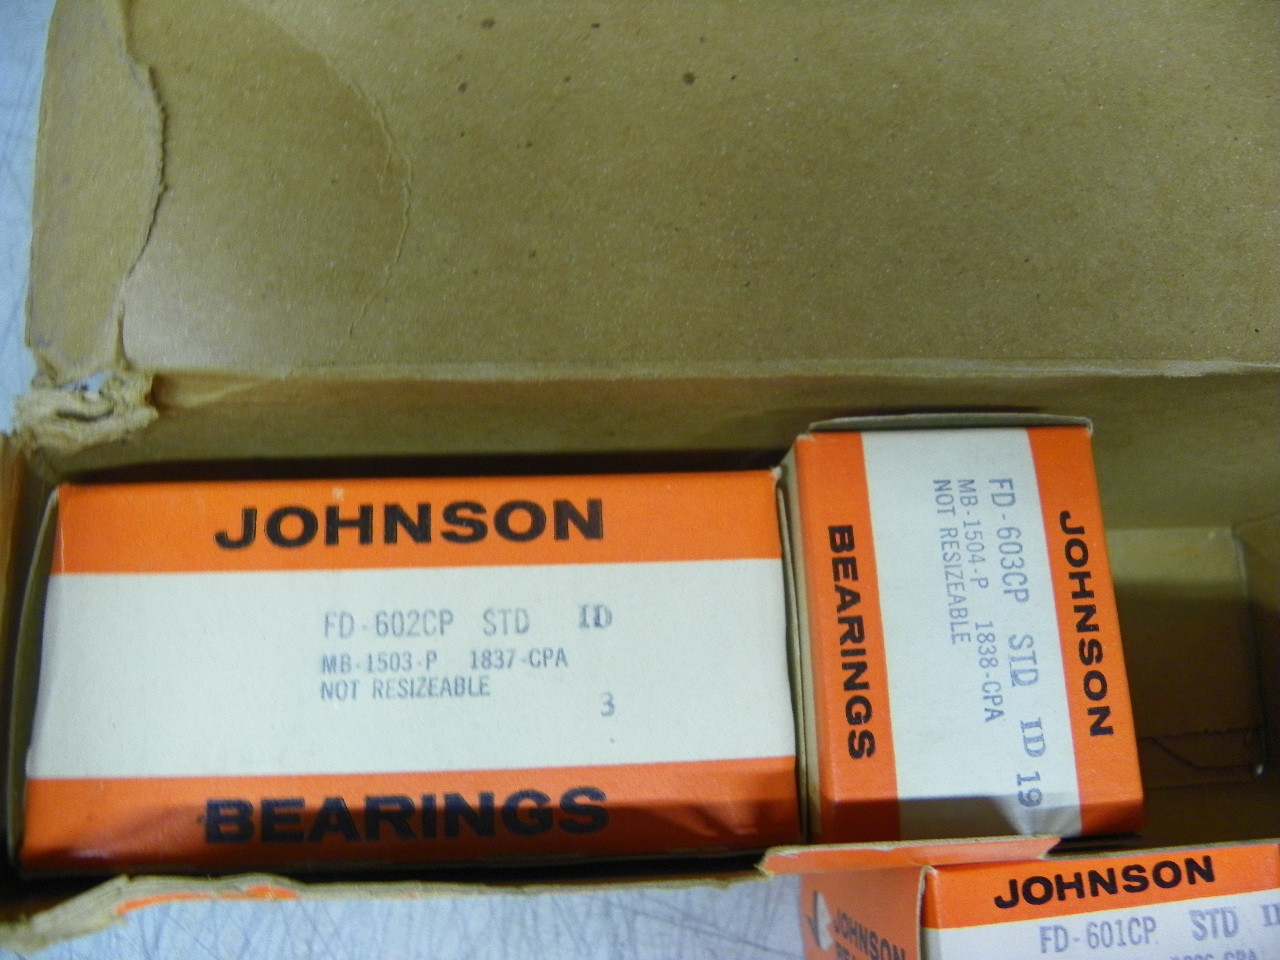 JOHNSON
FD-602CP STD ID
MB-1503-P 1837-CPA
NOT RESIZEABLE
3
BEARINGS
JOHNSON
FD-603CP STD ID 19
MB-1504-P 1838-CPA
NOT RESIZEABLE
BEARINGS
JOHNSON
JOHNSON
FD-601CP STD